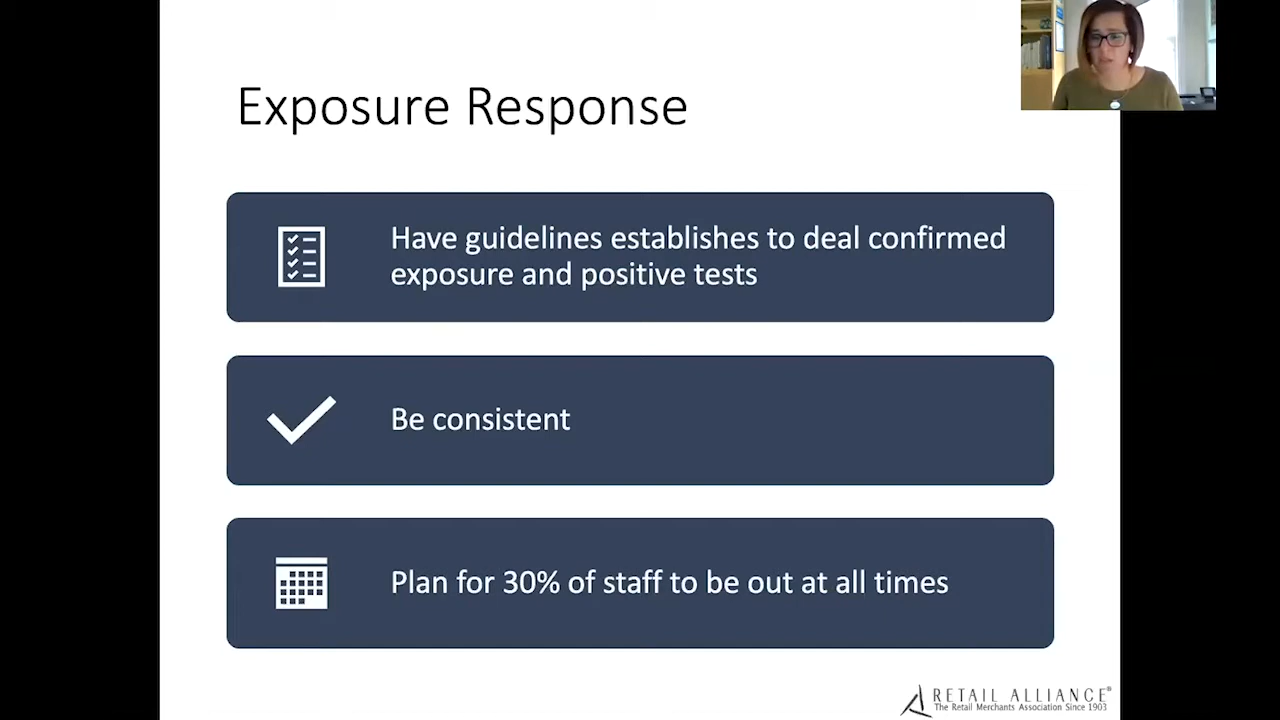 Exposure Response
Have guidelines establishes to deal confirmed
exposure and positive tests
Be consistent
Plan for 30% of staff to be out at all times
RETAIL ALLIANCE®
The Retail Merchants Association Since 1903